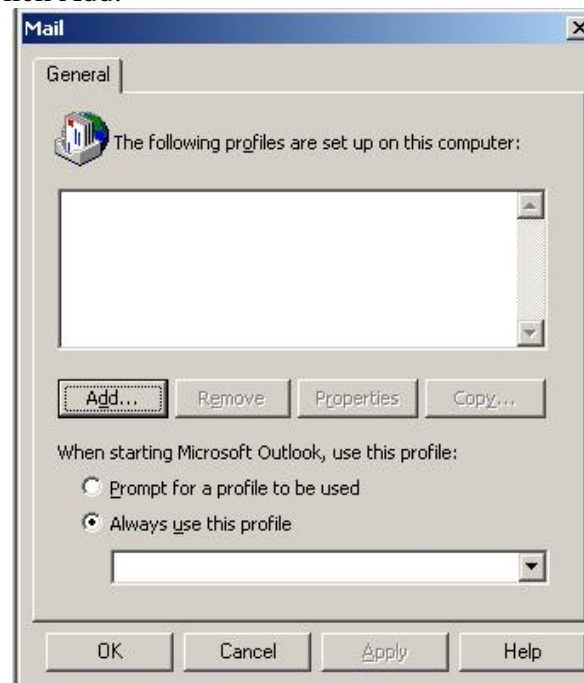 Add.
Mail
General
The following profiles are set up on this computer:
Add... Remove Properties Copy...
When starting Microsoft Outlook, use this profile:
Prompt for a profile to be used
Always use this profile
OK Cancel Apply Help